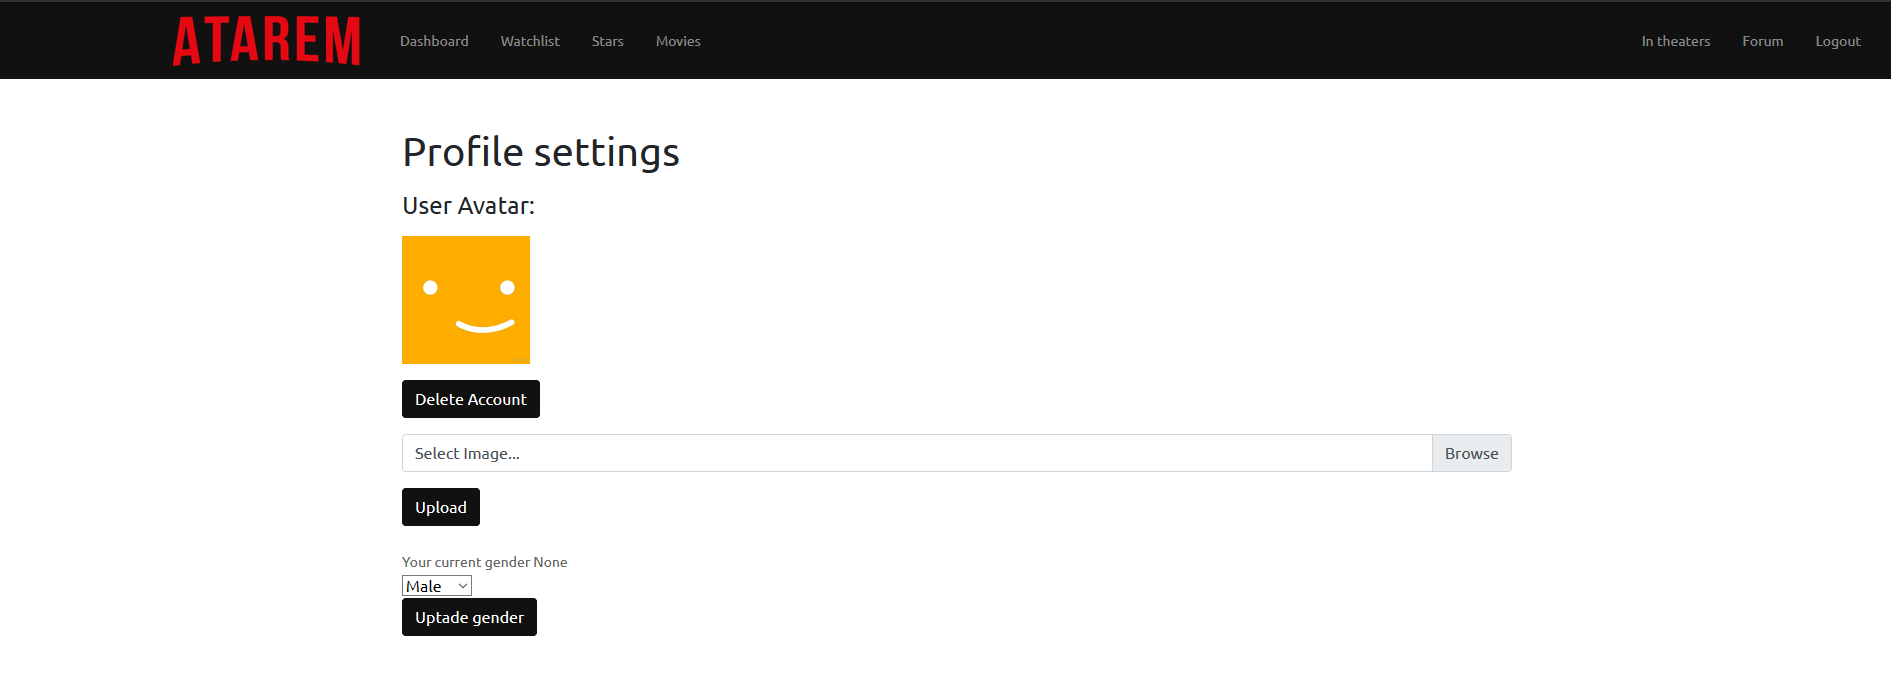 ATAREM Dashboard Watchlist Stars Movies In theaters Forum Logout
Profile settings
User Avatar:
Delete Account
Select Image... Browse
Upload
Your current gender None
Male
Uptade gender